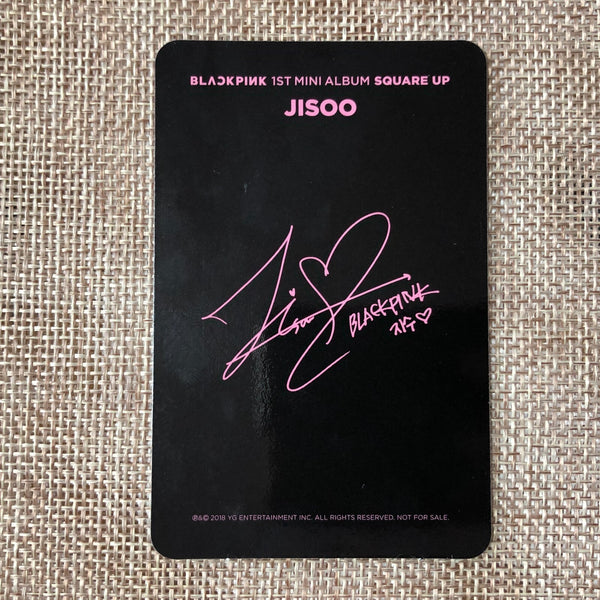 BLACKPINK 1ST MINI ALBUM SQUARE UP
JISOO
Jisoo
BLACKPINK
지수♡
℗&© 2018 YG ENTERTAINMENT INC. ALL RIGHTS RESERVED. NOT FOR SALE.